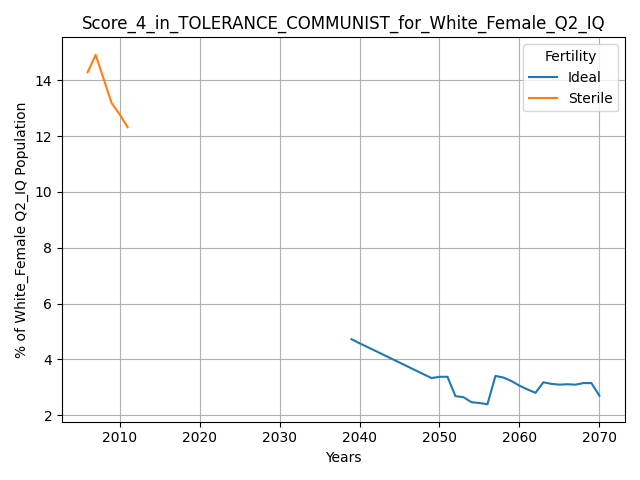 Score_4_in_TOLERANCE_COMMUNIST_for_White_Female_Q2_IQ
Fertility
Ideal
Sterile
% of White_Female Q2_IQ Population
14
12
10
8
6
4
2
2010 2020 2030 2040 2050 2060 2070
Years